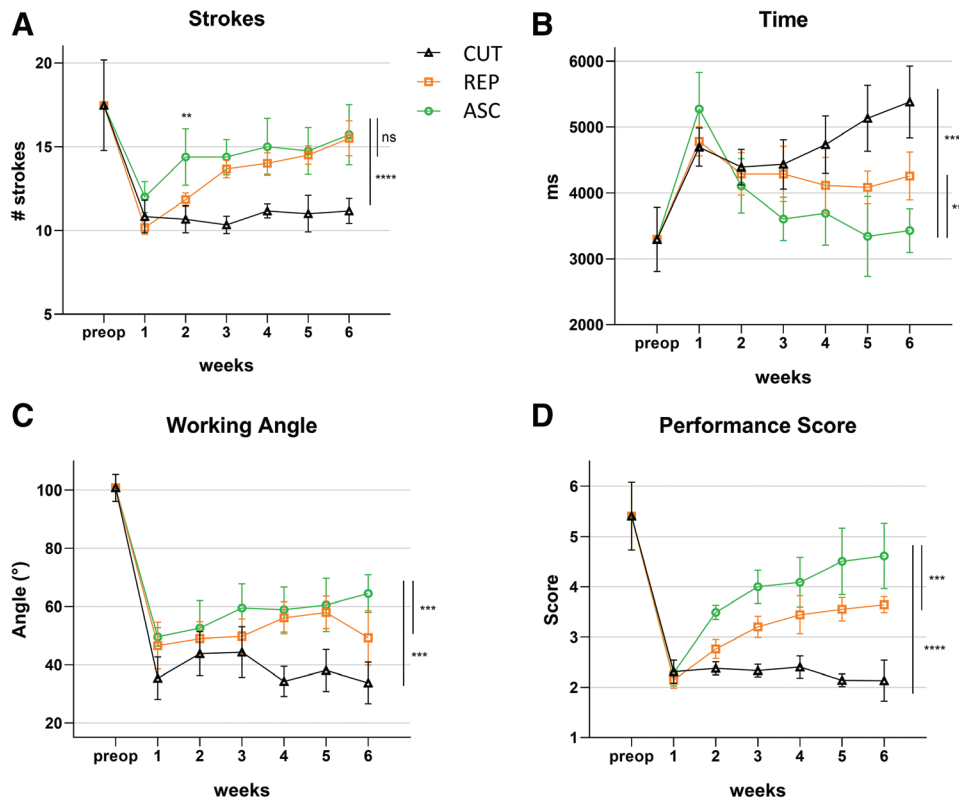 A
Strokes
# strokes
20
15
10
5
**
ns
****
preop 1 2 3 4 5 6
weeks
CUT
REP
ASC
B
Time
ms
6000
5000
4000
3000
2000
preop 1 2 3 4 5 6
weeks
C
Working Angle
Angle (°)
100
80
60
40
20
***
***
preop 1 2 3 4 5 6
weeks
D
Performance Score
Score
6
5
4
3
2
1
***
****
preop 1 2 3 4 5 6
weeks